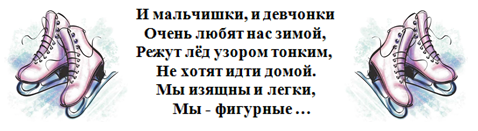 И мальчишки, и девчонки
Очень любят нас зимой,
Режут лёд узором тонким,
Не хотят идти домой.
Мы изящны и легки,
Мы - фигурные …